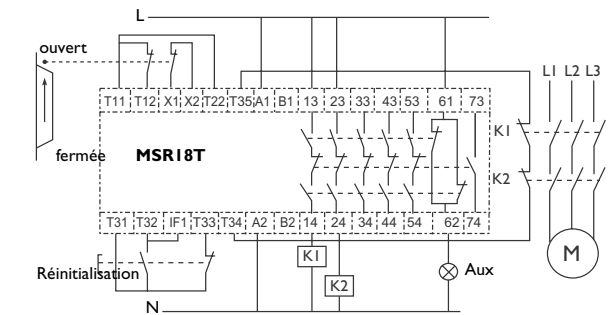 L
ouvert
L1 L2 L3
T11 T12 X1 X2 T22 T35 A1 B1 13 23 33 43 53 61 73
K1
fermée MSR18T
K2
T31 T32 IF1 T33 T34 A2 B2 14 24 34 44 54 62 74
K1
M
Réinitialisation
Aux
K2
N